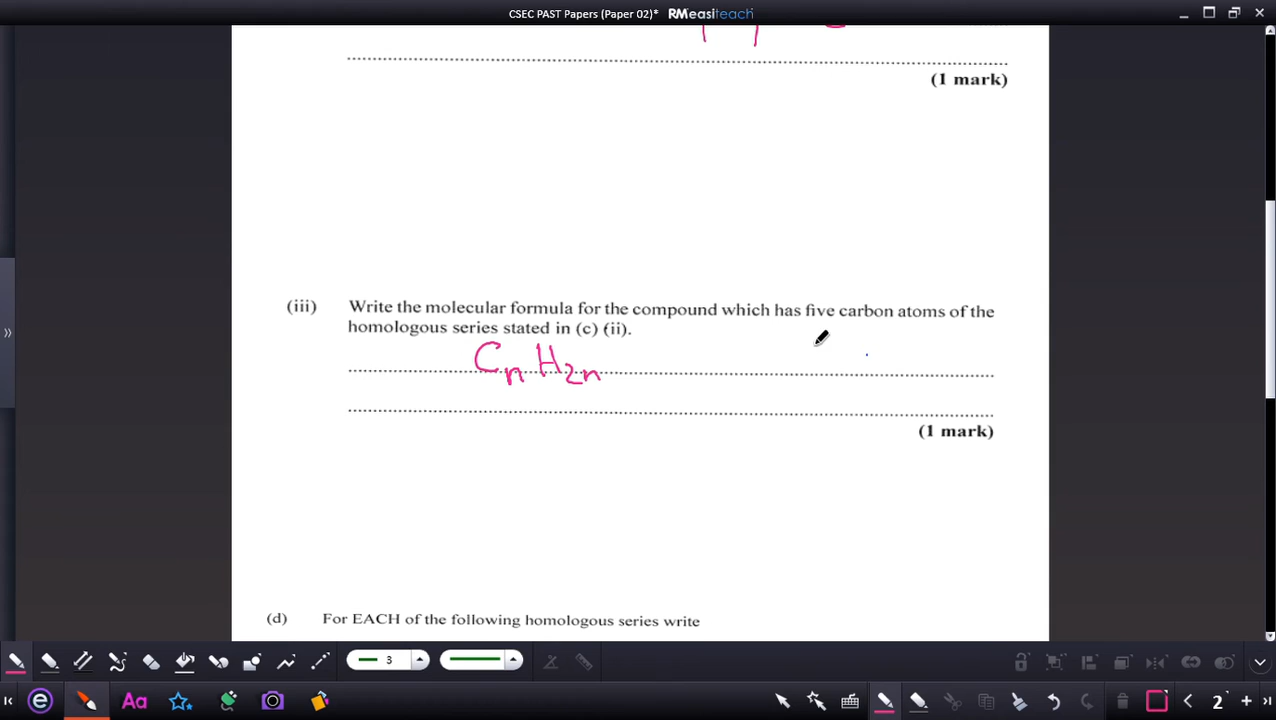 CSEC PAST Papers (Paper 02)* RMeasiteach
(1 mark)
(iii) Write the molecular formula for the compound which has five carbon atoms of the
homologous series stated in (c) (ii).
CnH2n
(1 mark)
(d) For EACH of the following homologous series write
3
Aa
2